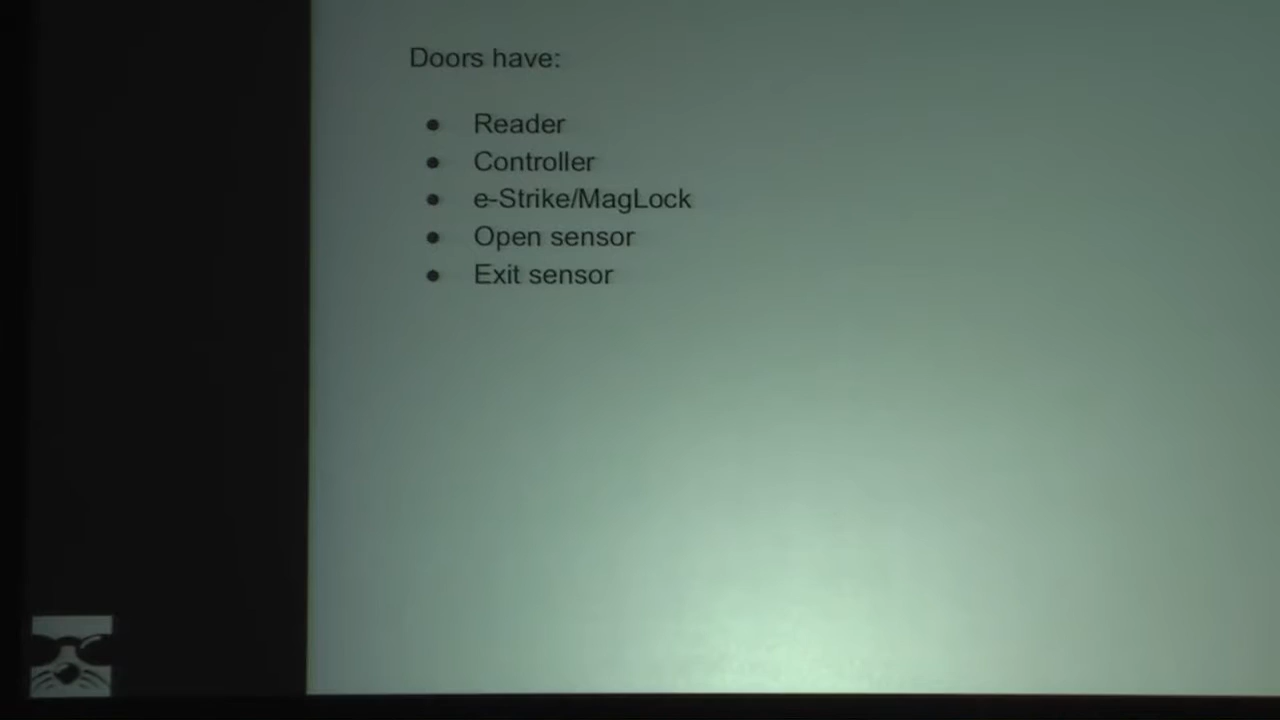 Doors have:
● Reader
● Controller
● e-Strike/MagLock
● Open sensor
● Exit sensor